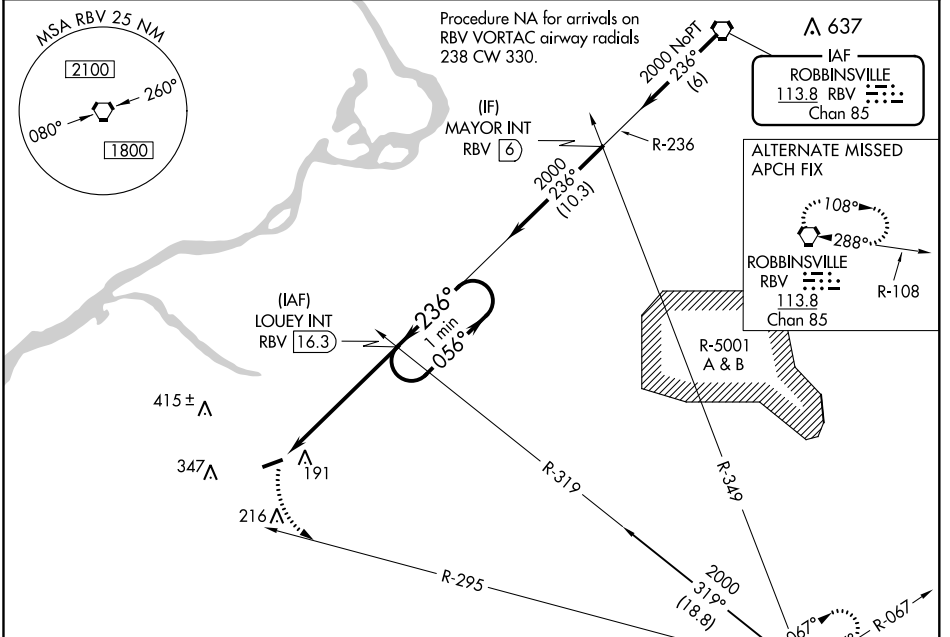 MSA RBV 25 NM
2100
260°
080°
1800
Procedure NA for arrivals on
RBV VORTAC airway radials
238 CW 330.
2000 NoPT
236°
(6)
637
IAF
ROBBINSVILLE
113.8 RBV
Chan 85
(IF)
MAYOR INT
RBV 6
R-236
2000
236°
(10.3)
ALTERNATE MISSED
APCH FIX
108°
288°
ROBBINSVILLE
RBV
113.8
Chan 85
R-108
(IAF)
LOUEY INT
RBV 16.3
236°
1 min
056°
R-5001
A & B
415 ±
347
191
216
R-319
R-349
R-295
2000
319°
(18.8)
067°
R-067